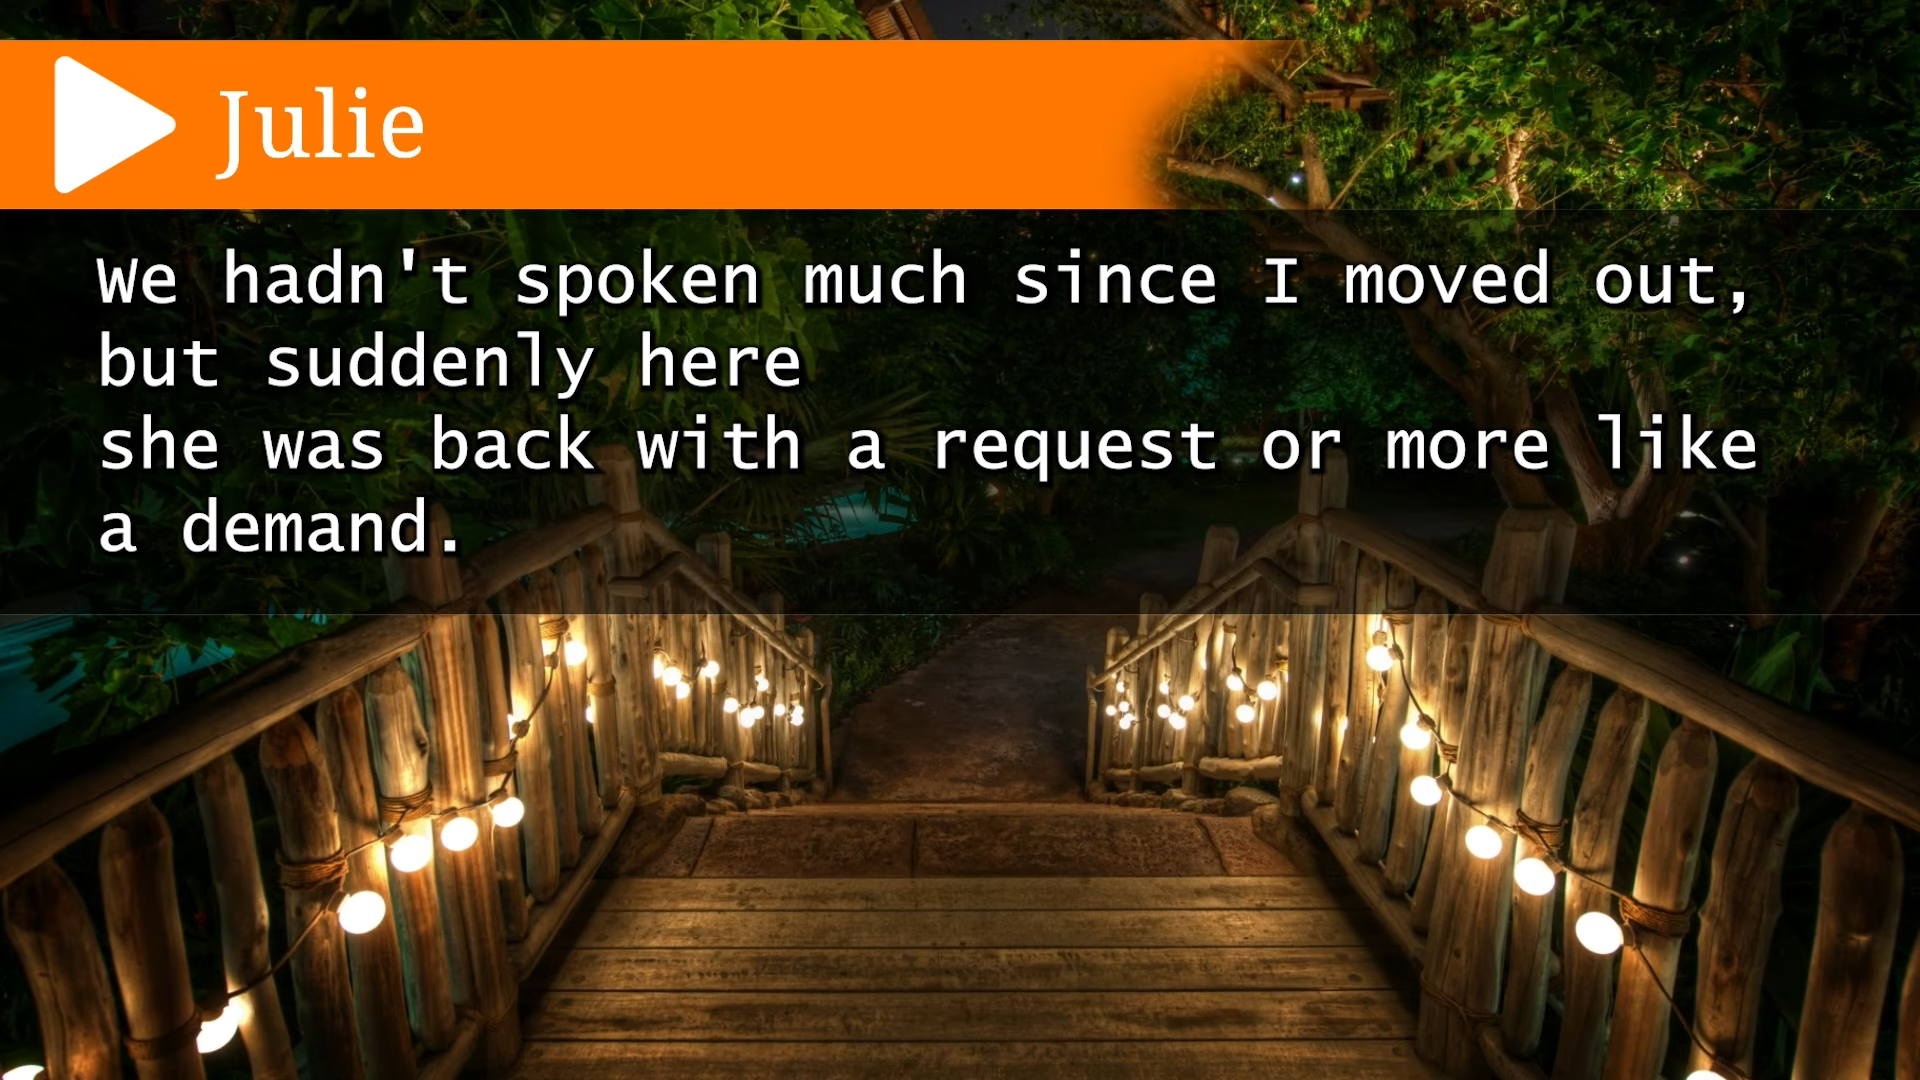 Julie
We hadn't spoken much since I moved out,
but suddenly here
she was back with a request or more like
a demand.